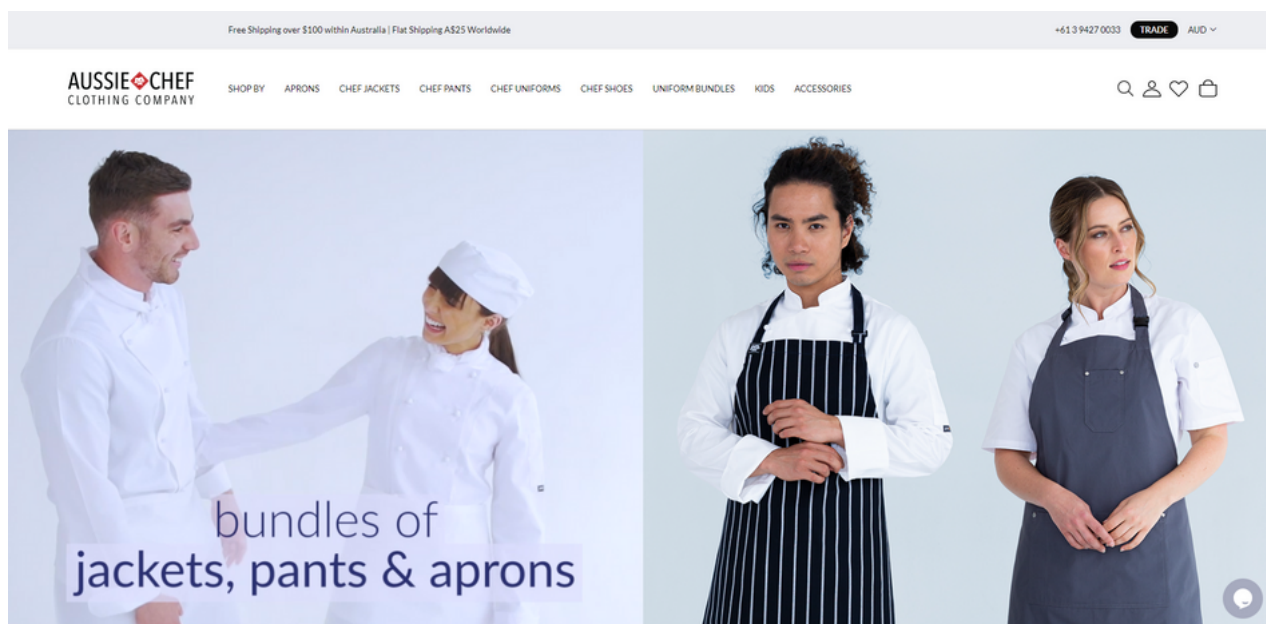 Free Shipping over $100 within Australia | Flat Shipping A$25 Worldwide
+61 3 9427 0033 TRADE AUD
AUSSIE CHEF
CLOTHING COMPANY
SHOP BY APRONS CHEF JACKETS CHEF PANTS CHEF UNIFORMS CHEF SHOES UNIFORM BUNDLES KIDS ACCESSORIES
bundles of
jackets, pants & aprons